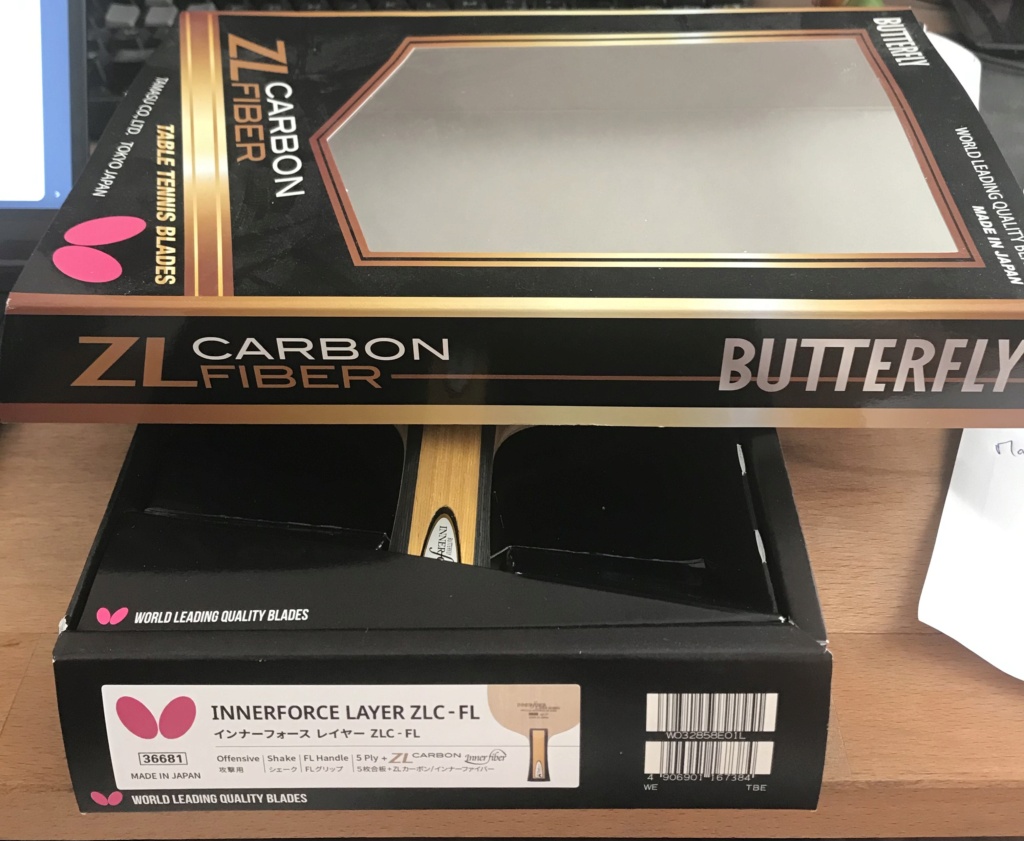 BUTTERFLY
ZL CARBON
FIBER
TAMASU CO., LTD. TOKYO JAPAN
TABLE TENNIS BLADES
WORLD LEADING QUALITY
MADE IN JAPAN
ZL CARBON
FIBER
BUTTERFLY
WORLD LEADING QUALITY BLADES
INNERFORCE LAYER ZLC-FL
インナーフォース レイヤー ZLC-FL
36681
MADE IN JAPAN
Offensive Shake FL Handle 5 Ply + ZL CARBON Innerfiber
攻撃用 シェーク FLグリップ 5枚合板+ZLカーボン/インナーファイバー
W032858E01L
4 906901 167384
WE TBE
WORLD LEADING QUALITY BLADES